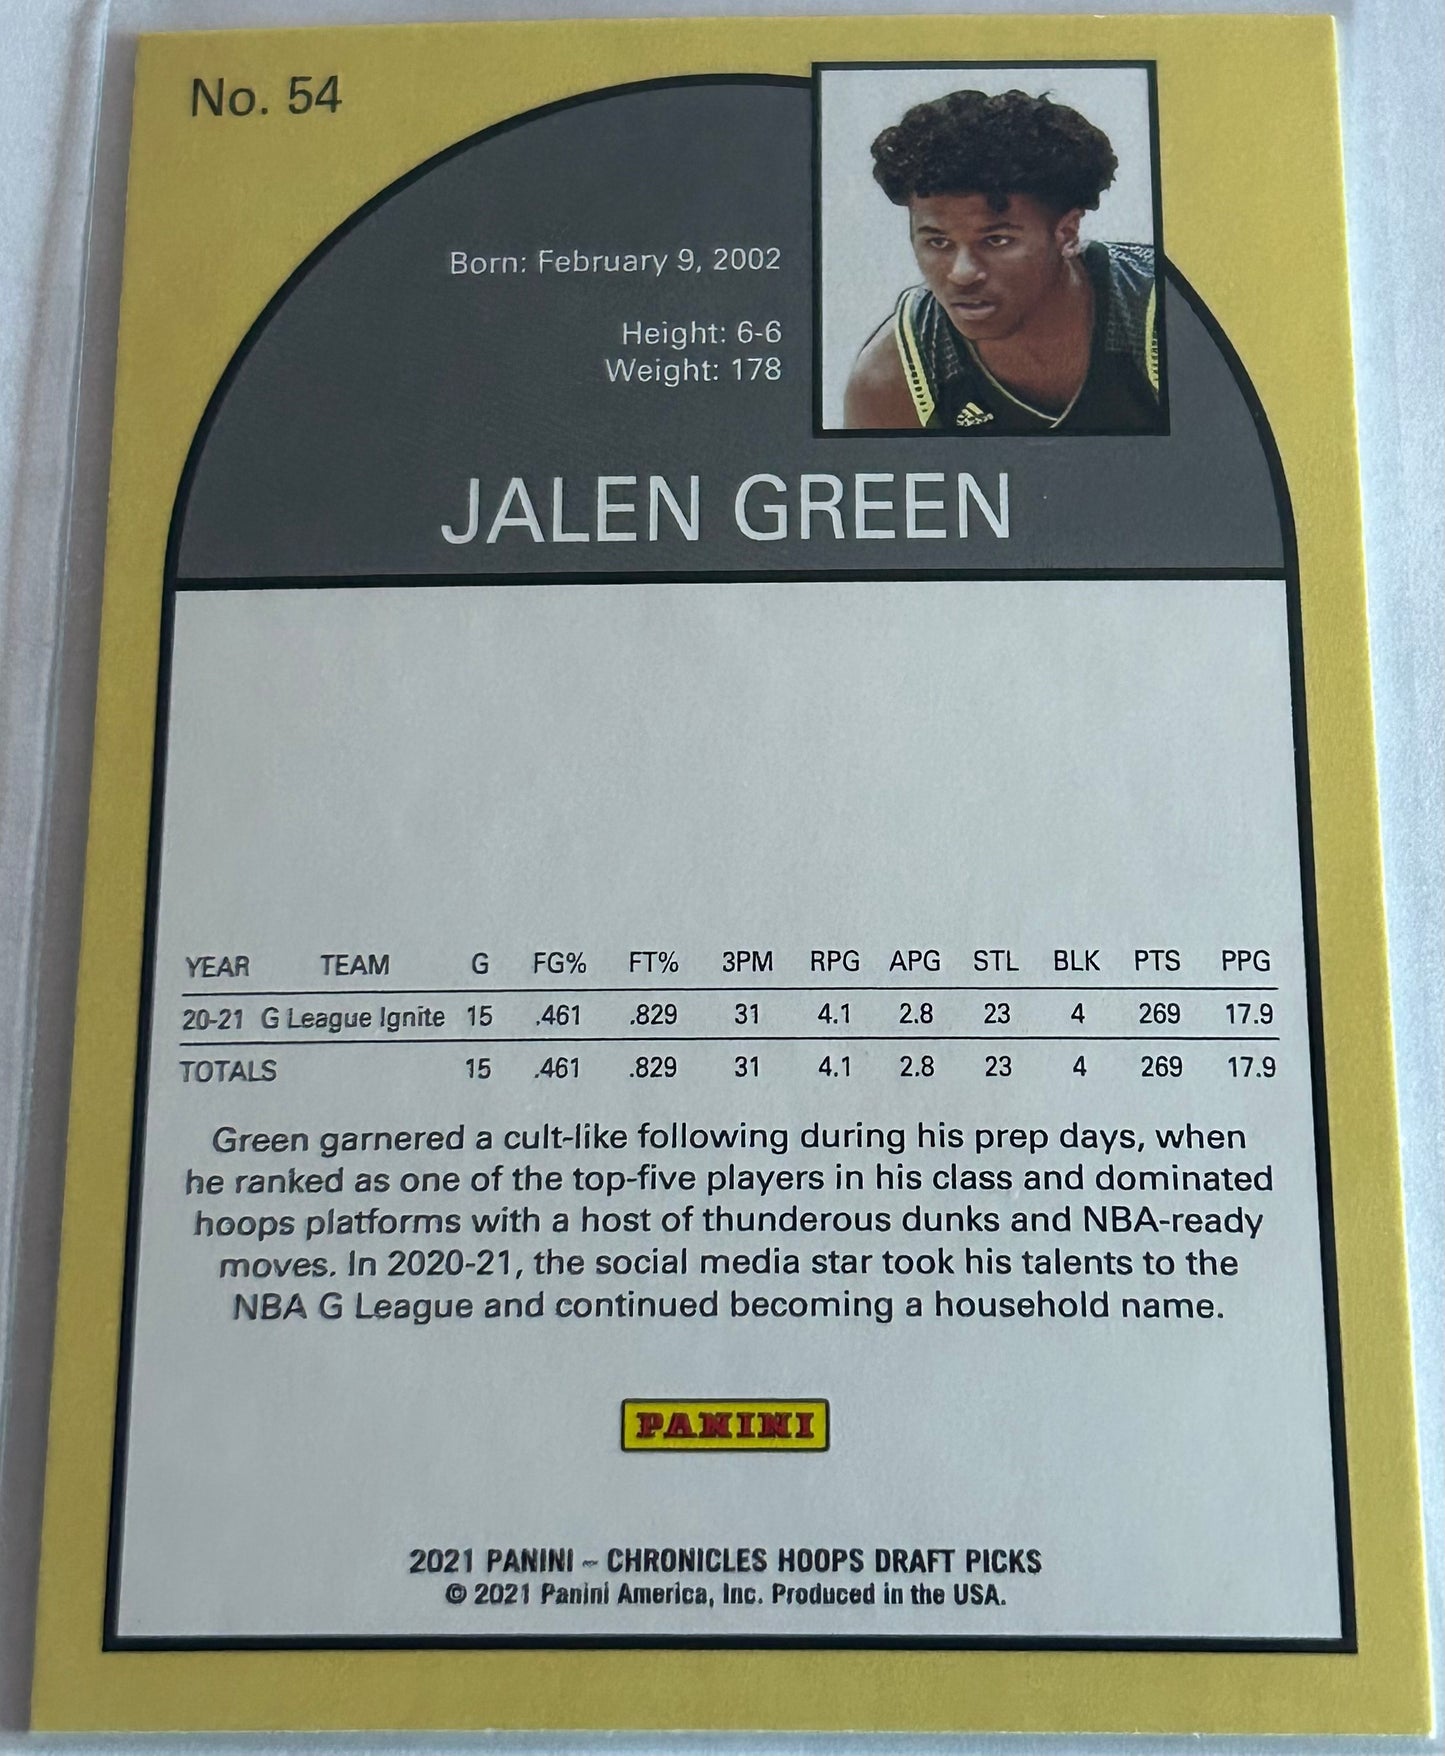 No. 54
Born: February 9, 2002
Height: 6-6
Weight: 178
JALEN GREEN
YEAR TEAM G FG% FT% 3PM RPG APG STL BLK PTS PPG
20-21 G League Ignite 15 .461 .829 31 4.1 2.8 23 4 269 17.9
TOTALS 15 .461 .829 31 4.1 2.8 23 4 269 17.9
Green garnered a cult-like following during his prep days, when
he ranked as one of the top-five players in his class and dominated
hoops platforms with a host of thunderous dunks and NBA-ready
moves. In 2020-21, the social media star took his talents to the
NBA G League and continued becoming a household name.
PANINI
2021 PANINI – CHRONICLES HOOPS DRAFT PICKS
© 2021 Panini America, Inc. Produced in the USA.